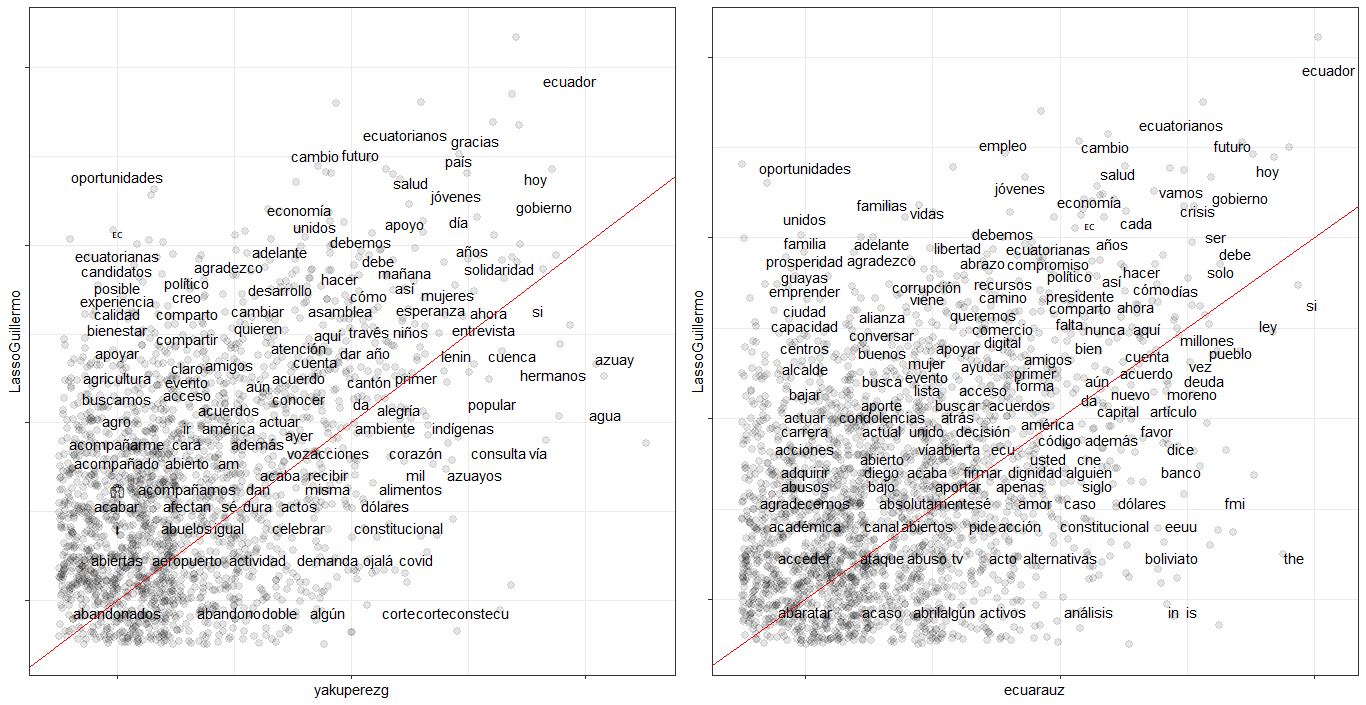 ecuador
ecuatorianos
gracias
cambio futuro
país
oportunidades
salud
hoy
jóvenes
economía
gobierno
unidos
apoyo
día
EC
debemos
ecuatorianas
adelante
años
candidatos
agradezco
debe
mañana
solidaridad
posible
político
hacer
así
experiencia
creo
desarrollo
cómo
mujeres
calidad
comparto
cambiar
asamblea
esperanza
ahora
si
bienestar
quieren
aquí
través niños
entrevista
compartir
apoyar
atención
dar año
lenin
cuenca
azuay
claro
amigos
cuenta
agricultura
evento
aún
acuerdo
cantón
primer
hermanos
buscamos
acceso
conocer
da
alegría
popular
agua
agro
acuerdos
ir
américa
actuar
ambiente
indígenas
acompañarme
cara
además
ayer
voz
acciones
corazón
consulta
vía
acompañado
abierto
am
acaba
recibir
mil
azuayos
acompañamos
dan
misma
alimentos
acabar
afectan
sé
dura
actos
dólares
abuelos
igual
celebrar
constitucional
abiertas
aeropuerto
actividad
demanda
ojalá
covid
abandonados
abandono
doble
algún
corte
corteconstecu
LassoGuillermo
yakuperezg
ecuador
ecuatorianos
empleo
cambio
futuro
oportunidades
salud
hoy
jóvenes
vamos
gobierno
familias
economía
unidos
vidas
crisis
EC
cada
familia
adelante
debemos
ser
libertad
ecuatorianas
años
debe
prosperidad
agradezco
abrazo
compromiso
guayas
político
hacer
solo
emprender
corrupción
recursos
así
viene
camino
presidente
cómo
días
ciudad
alianza
queremos
comparto
ahora
si
capacidad
conversar
comercio
falta
nunca
aquí
ley
centros
buenos
apoyar
digital
bien
millones
alcalde
mujer
ayudar
amigos
cuenta
pueblo
busca
evento
primer
acuerdo
vez
bajar
lista
acceso
forma
aún
deuda
aporte
buscar
acuerdos
da
nuevo
moreno
actuar
condolencias
atrás
capital
artículo
carrera
actual
unido
decisión
américa
favor
acciones
via
abierta
ecu
código
además
dice
abierto
usted
cne
adquirir
diego
acaba
firmar
dignidad
alguien
banco
abusos
bajo
aportar
apenas
siglo
agradecemos
absolutamente
sé
amor
caso
dólares
fmi
académica
canal
abiertos
pide
acción
constitucional
eeuu
acceder
ataque
abuso
tv
acto
alternativas
bolivia
to
the
abaratar
acaso
abril
algún
activos
análisis
in
is
LassoGuillermo
ecuarauz